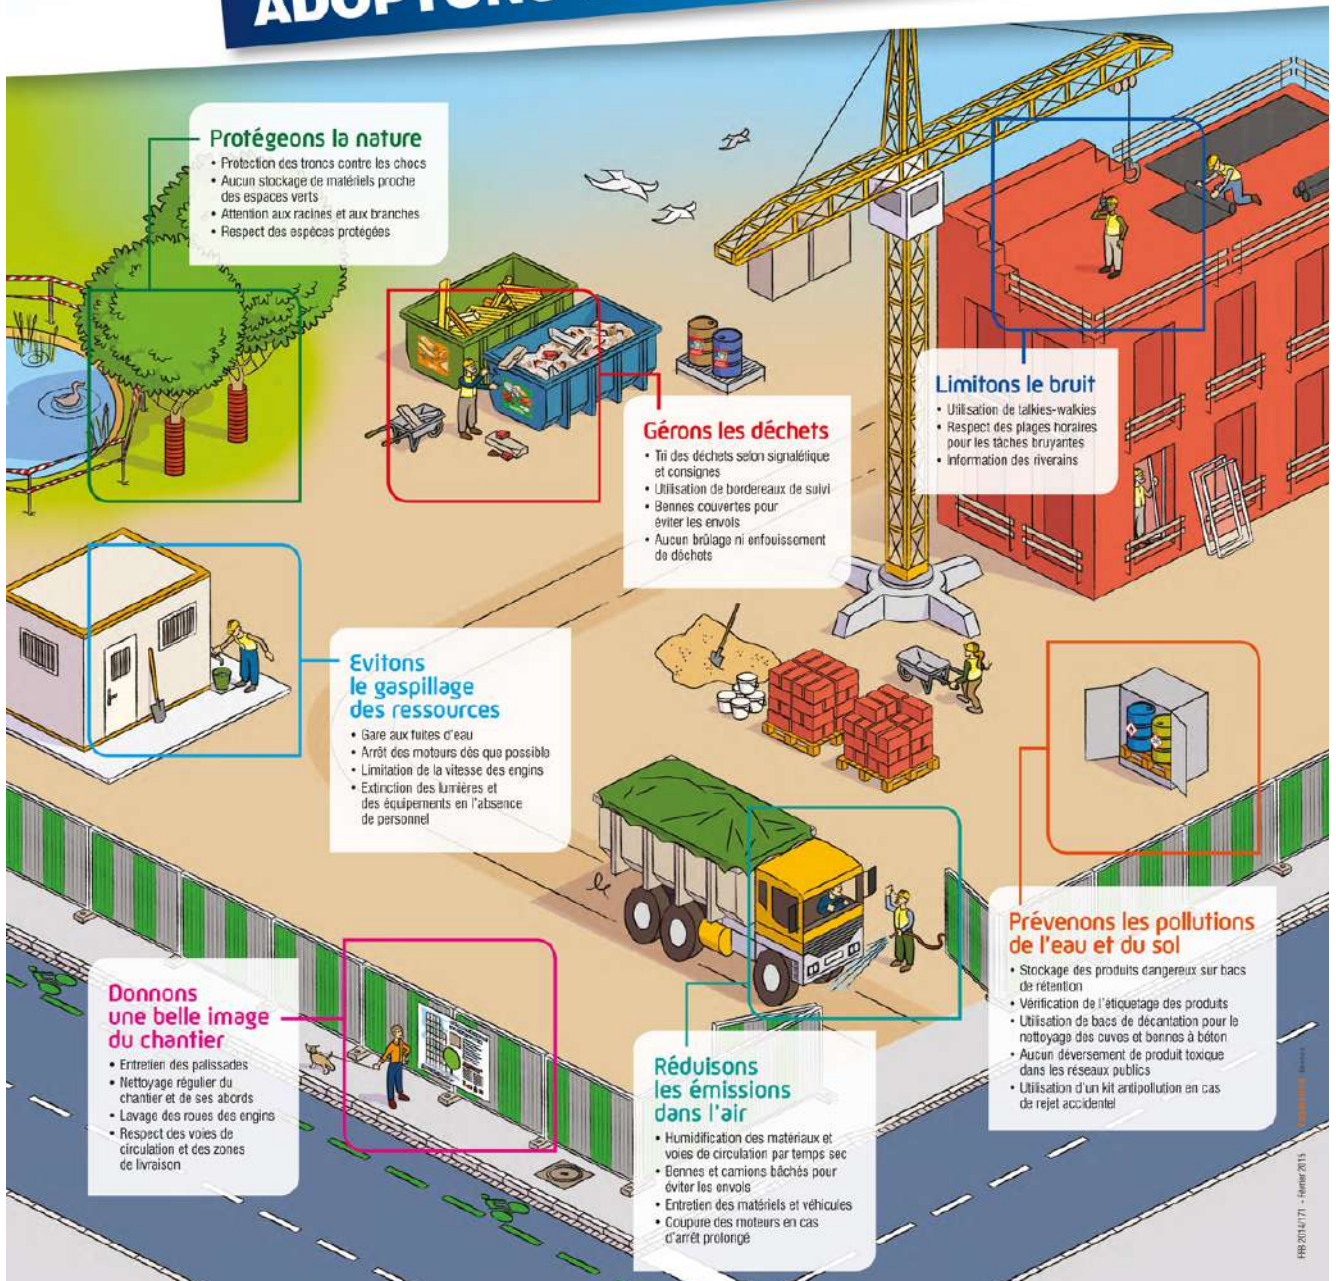 ADOPTONS
Protégeons la nature
• Protection des troncs contre les chocs
• Aucun stockage de matériels proche
des espaces verts
• Attention aux racines et aux branches
• Respect des espèces protégées
Limitons le bruit
• Utilisation de talkies-walkies
• Respect des plages horaires
pour les tâches bruyantes
• Information des riverains
Gérons les déchets
• Tri des déchets selon signalétique
et consignes
• Utilisation de bordereaux de suivi
• Bennes couvertes pour
éviter les envols
• Aucun brûlage ni enfouissement
de déchets
Evitons
le gaspillage
des ressources
• Gare aux fuites d'eau
• Arrêt des moteurs dès que possible
• Limitation de la vitesse des engins
• Extinction des lumières et
des équipements en l'absence
de personnel
Prévenons les pollutions
de l'eau et du sol
• Stockage des produits dangereux sur bacs
de rétention
• Vérification de l'étiquetage des produits
• Utilisation de bacs de décantation pour le
nettoyage des cuves et bennes à béton
• Aucun déversement de produit toxique
dans les réseaux publics
• Utilisation d'un kit antipollution en cas
de rejet accidentel
Donnons
une belle image
du chantier
• Entretien des palissades
• Nettoyage régulier du
chantier et de ses abords
• Lavage des roues des engins
• Respect des voies de
circulation et des zones
de livraison
Réduisons
les émissions
dans l'air
• Humidification des matériaux et
voies de circulation par temps sec
• Bennes et camions bâchés pour
éviter les envols
• Entretien des matériels et véhicules
• Coupure des moteurs en cas
d'arrêt prolongé
FFB 2014/171 - Février 2015